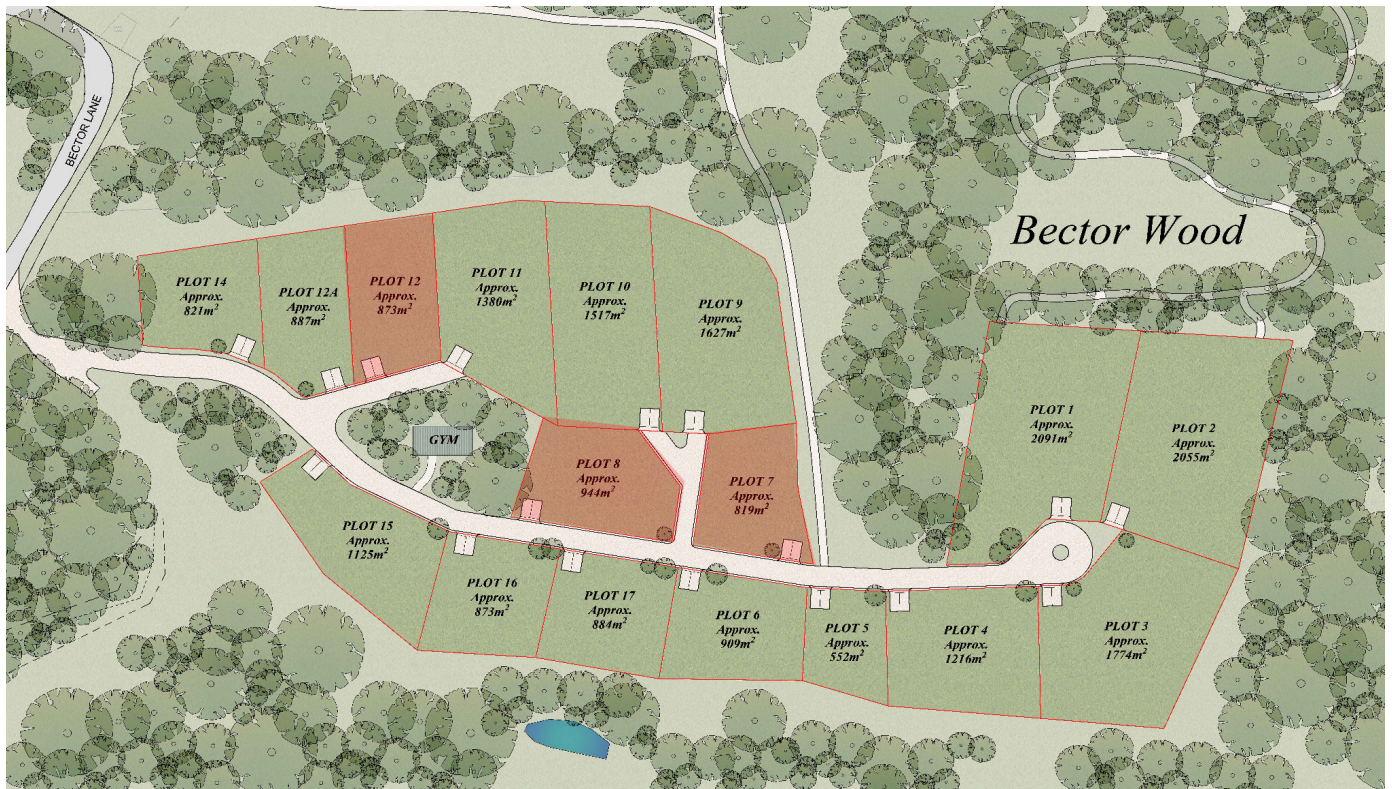 BECTOR LANE
Bector Wood
PLOT 14
Approx.
821m²
PLOT 12A
Approx.
887m²
PLOT 12
Approx.
873m²
PLOT 11
Approx.
1380m²
PLOT 10
Approx.
1517m²
PLOT 9
Approx.
1627m²
PLOT 1
Approx.
2091m²
PLOT 2
Approx.
2055m²
GYM
PLOT 8
Approx.
944m²
PLOT 7
Approx.
819m²
PLOT 15
Approx.
1125m²
PLOT 16
Approx.
873m²
PLOT 17
Approx.
884m²
PLOT 6
Approx.
909m²
PLOT 5
Approx.
552m²
PLOT 4
Approx.
1216m²
PLOT 3
Approx.
1774m²